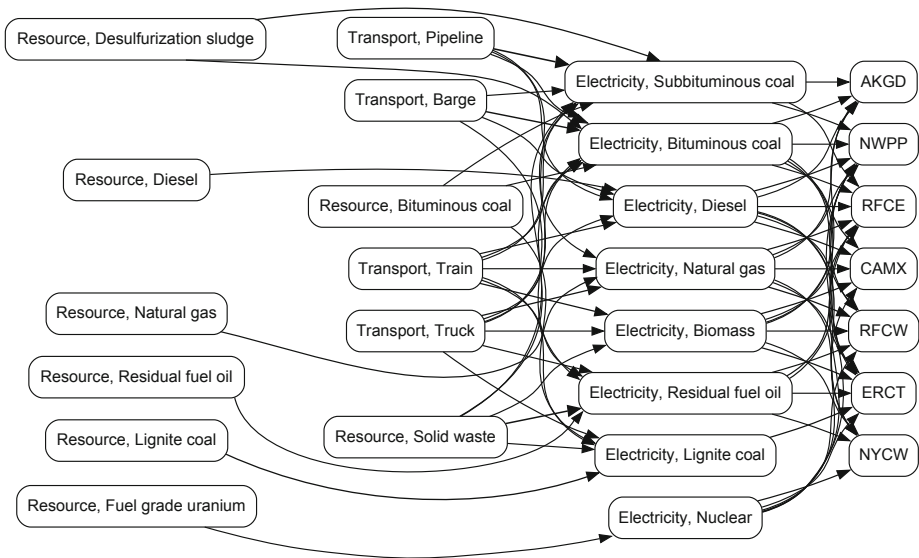 Resource, Desulfurization sludge
Resource, Diesel
Resource, Natural gas
Resource, Residual fuel oil
Resource, Lignite coal
Resource, Fuel grade uranium
Transport, Pipeline
Transport, Barge
Resource, Bituminous coal
Transport, Train
Transport, Truck
Resource, Solid waste
Electricity, Subbituminous coal
Electricity, Bituminous coal
Electricity, Diesel
Electricity, Natural gas
Electricity, Biomass
Electricity, Residual fuel oil
Electricity, Lignite coal
Electricity, Nuclear
AKGD
NWPP
RFCE
CAMX
RFCW
ERCT
NYCW